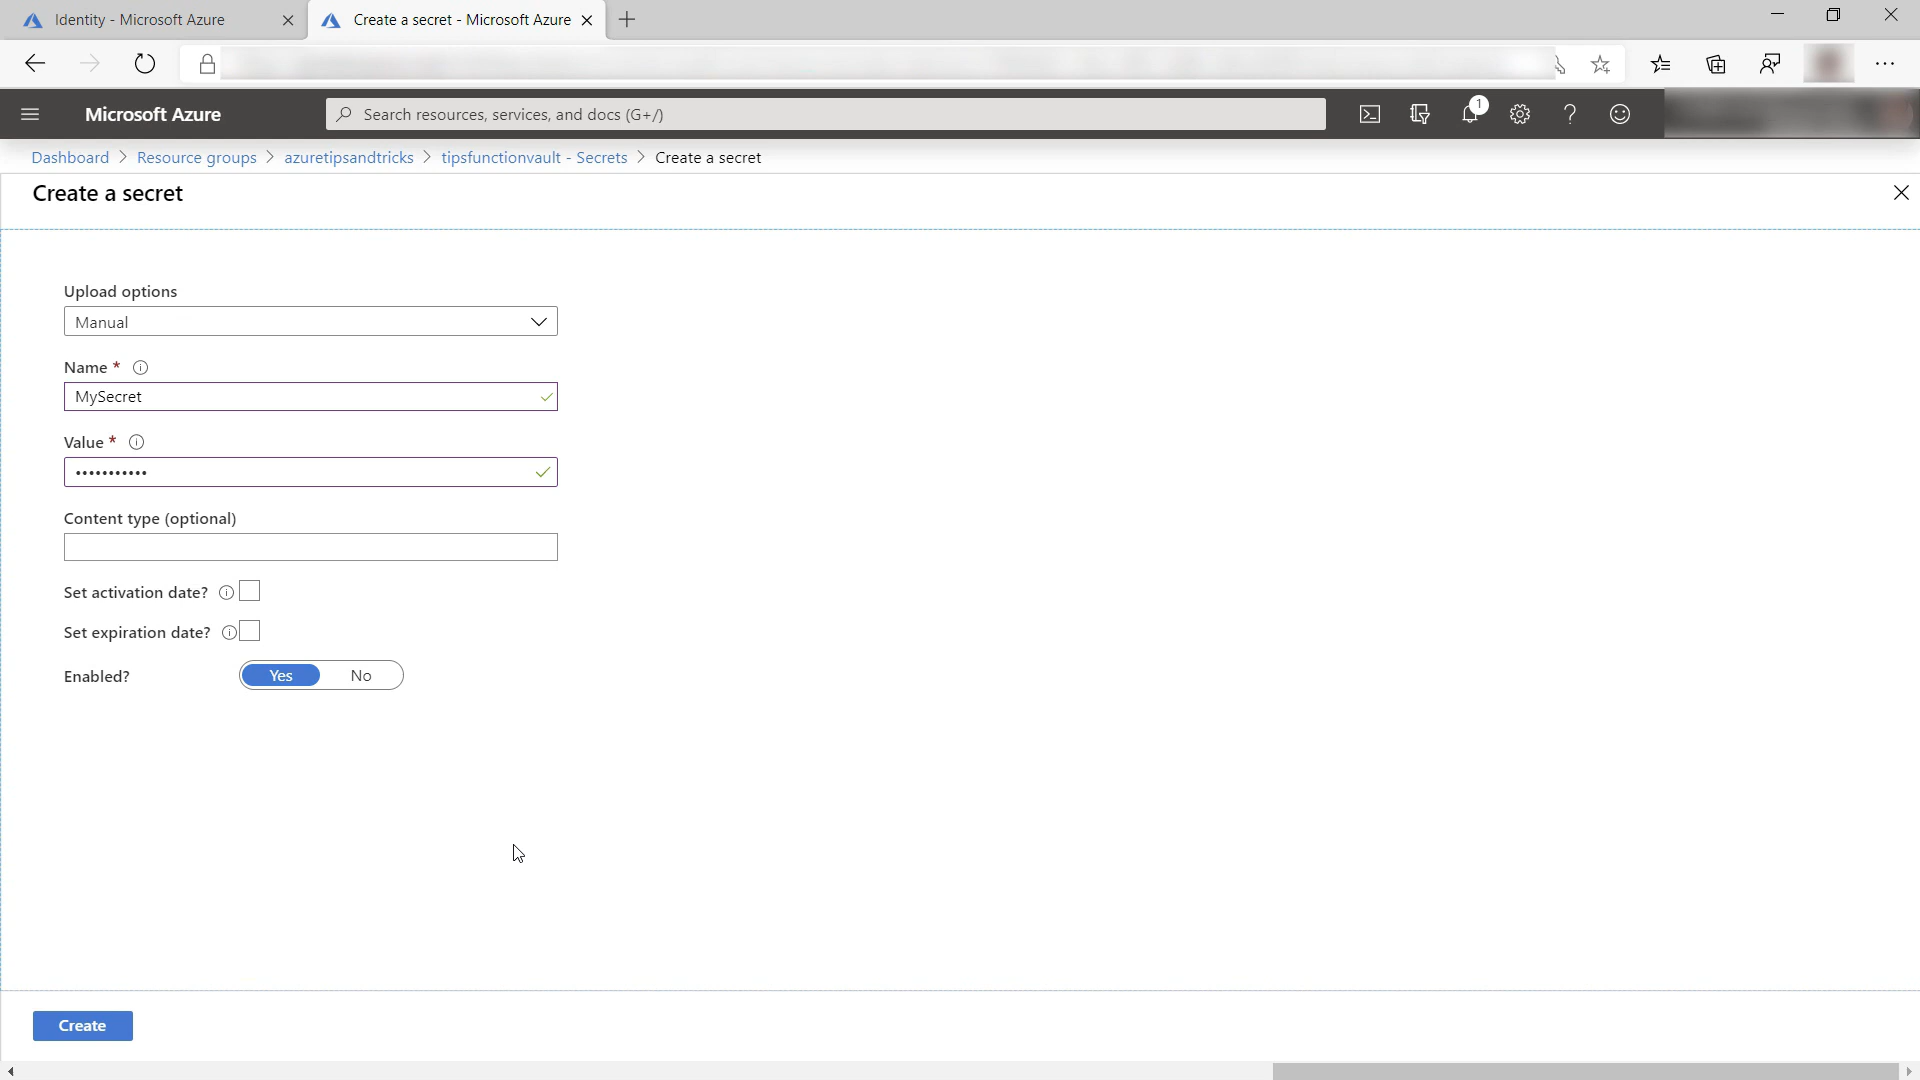 Identity - Microsoft Azure
Create a secret - Microsoft Azure
Microsoft Azure
Search resources, services, and docs (G+/)
1
Dashboard > Resource groups > azuretipsandtricks > tipsfunctionvault - Secrets > Create a secret
Create a secret
Upload options
Manual
Name *
MySecret
Value *
•••••••••••
Content type (optional)
Set activation date?
Set expiration date?
Enabled?
Yes No
Create